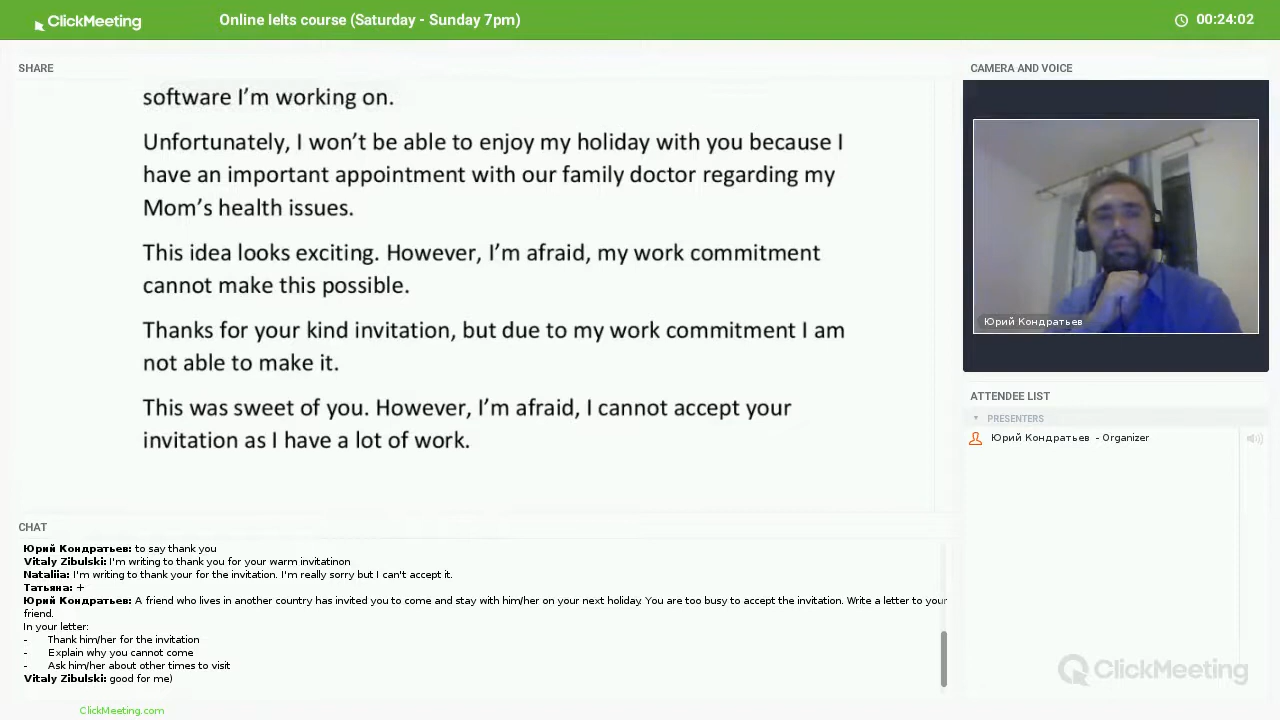 ClickMeeting
Online Ielts course (Saturday - Sunday 7pm)
00:24:02
SHARE
software I'm working on.
Unfortunately, I won't be able to enjoy my holiday with you because I
have an important appointment with our family doctor regarding my
Mom's health issues.
This idea looks exciting. However, I'm afraid, my work commitment
cannot make this possible.
Thanks for your kind invitation, but due to my work commitment I am
not able to make it.
This was sweet of you. However, I'm afraid, I cannot accept your
invitation as I have a lot of work.
CHAT
Юрий Кондратьев: to say thank you
Vitaly Zibulski: I'm writing to thank you for your warm invitatinon
Nataliia: I'm writing to thank your for the invitation. I'm really sorry but I can't accept it.
Татьяна: +
Юрий Кондратьев: A friend who lives in another country has invited you to come and stay with him/her on your next holiday. You are too busy to accept the invitation. Write a letter to your
friend.
In your letter:
- Thank him/her for the invitation
- Explain why you cannot come
- Ask him/her about other times to visit
Vitaly Zibulski: good for me)
ClickMeeting.com
CAMERA AND VOICE
Юрий Кондратьев
ATTENDEE LIST
PRESENTERS
Юрий Кондратьев - Organizer
ClickMeeting